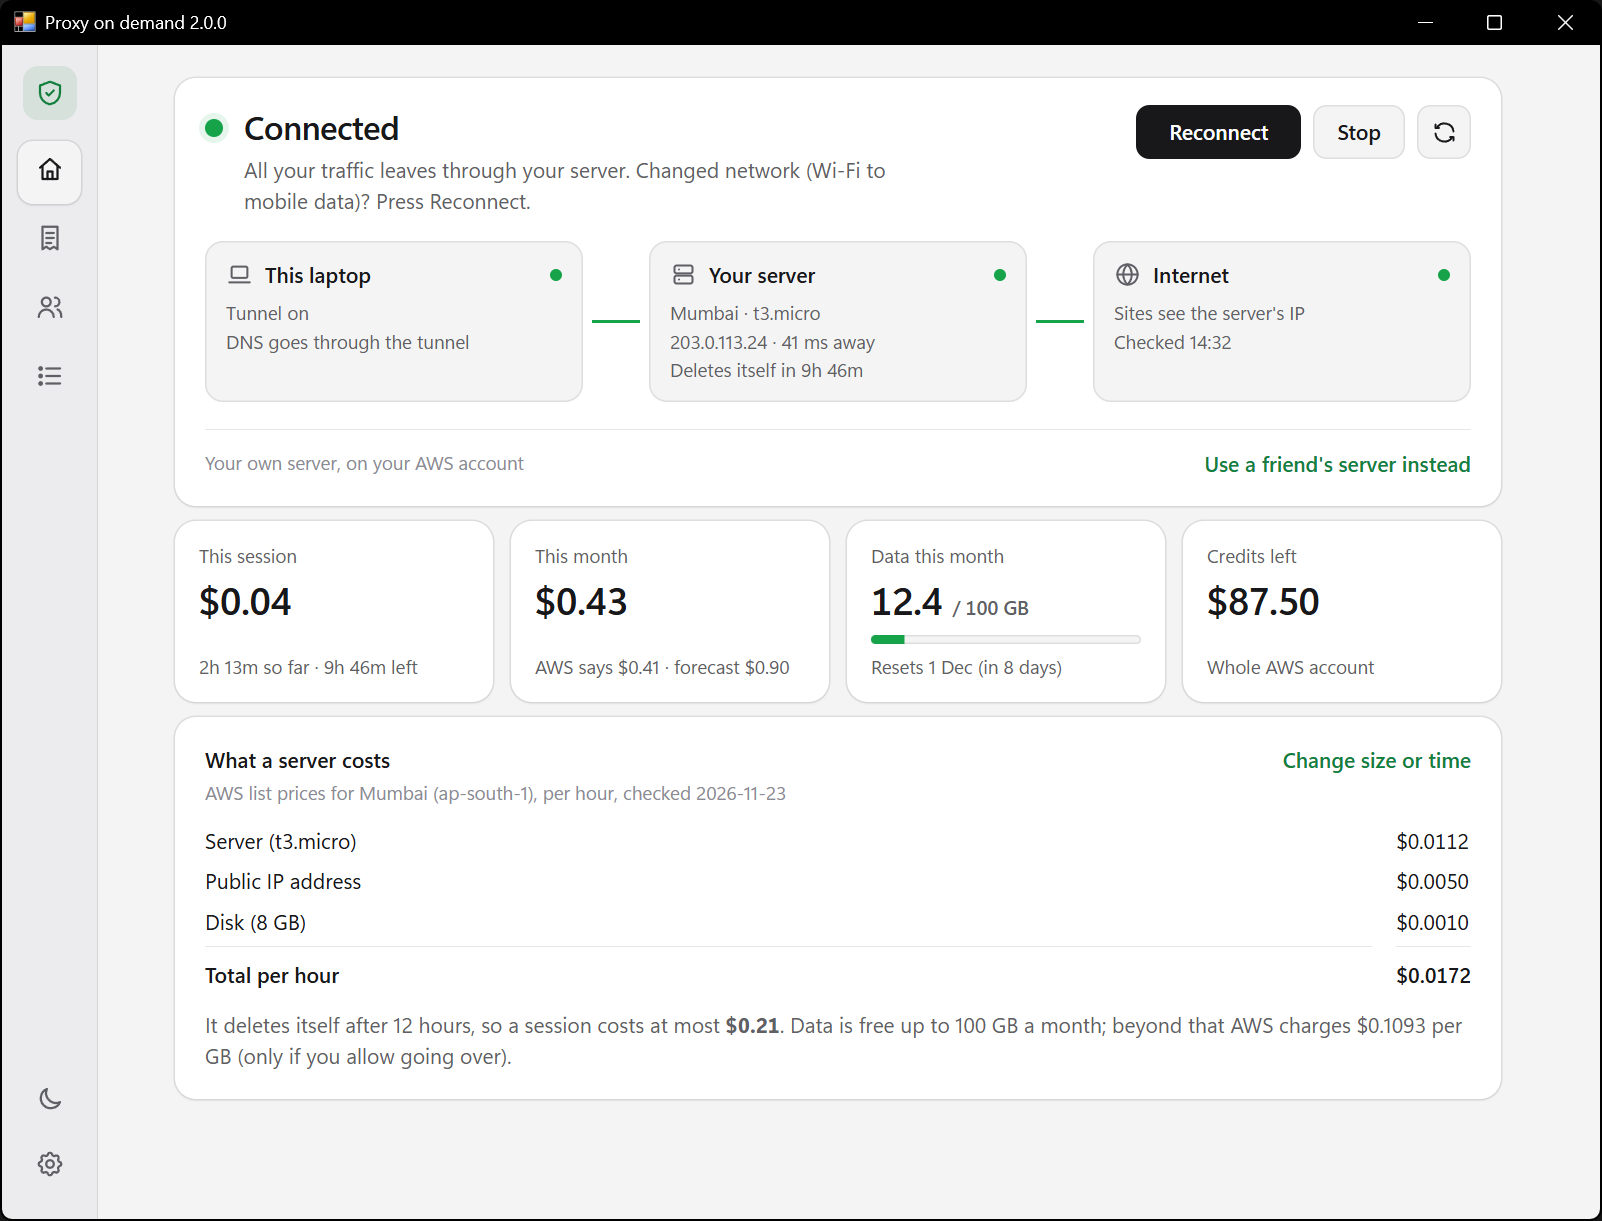 Proxy on demand 2.0.0
Connected
All your traffic leaves through your server. Changed network (Wi-Fi to
mobile data)? Press Reconnect.
Reconnect
Stop
This laptop
Tunnel on
DNS goes through the tunnel
Your server
Mumbai · t3.micro
203.0.113.24 · 41 ms away
Deletes itself in 9h 46m
Internet
Sites see the server's IP
Checked 14:32
Your own server, on your AWS account
Use a friend's server instead
This session
$0.04
2h 13m so far · 9h 46m left
This month
$0.43
AWS says $0.41 · forecast $0.90
Data this month
12.4 / 100 GB
Resets 1 Dec (in 8 days)
Credits left
$87.50
Whole AWS account
What a server costs
Change size or time
AWS list prices for Mumbai (ap-south-1), per hour, checked 2026-11-23
Server (t3.micro) $0.0112
Public IP address $0.0050
Disk (8 GB) $0.0010
Total per hour $0.0172
It deletes itself after 12 hours, so a session costs at most $0.21. Data is free up to 100 GB a month; beyond that AWS charges $0.1093 per
GB (only if you allow going over).